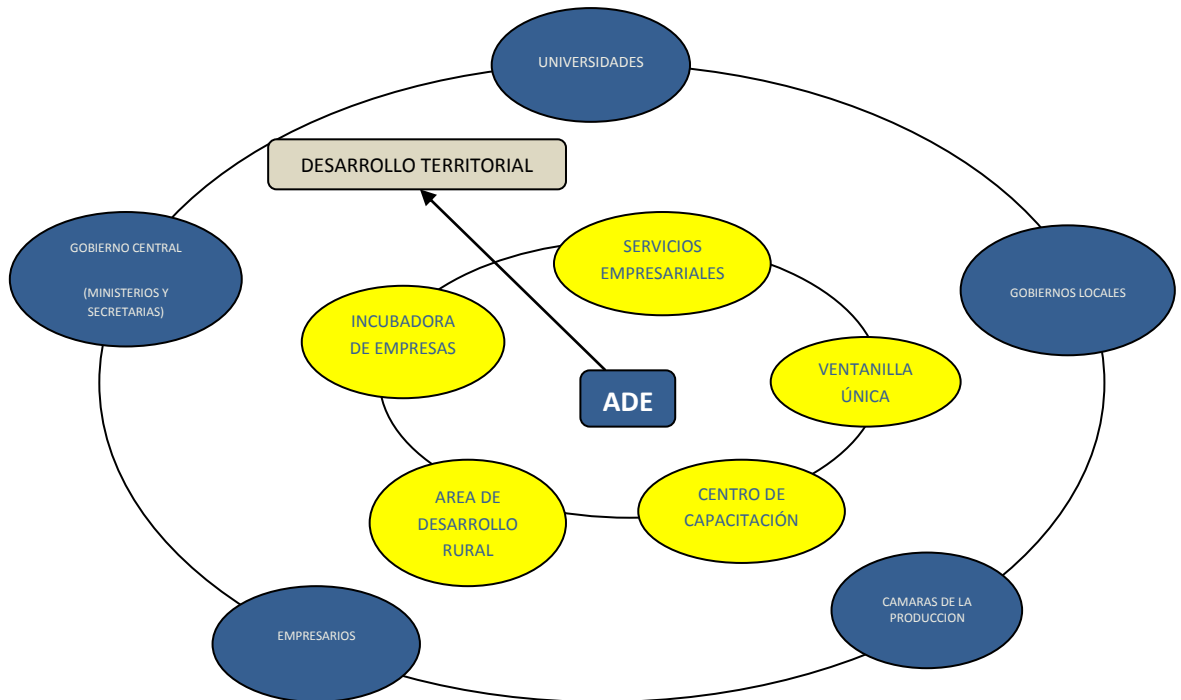 UNIVERSIDADES
DESARROLLO TERRITORIAL
GOBIERNO CENTRAL
(MINISTERIOS Y
SECRETARIAS)
SERVICIOS
EMPRESARIALES
GOBIERNOS LOCALES
INCUBADORA
DE EMPRESAS
VENTANILLA
ÚNICA
ADE
AREA DE
DESARROLLO
RURAL
CENTRO DE
CAPACITACIÓN
CAMARAS DE LA
PRODUCCION
EMPRESARIOS